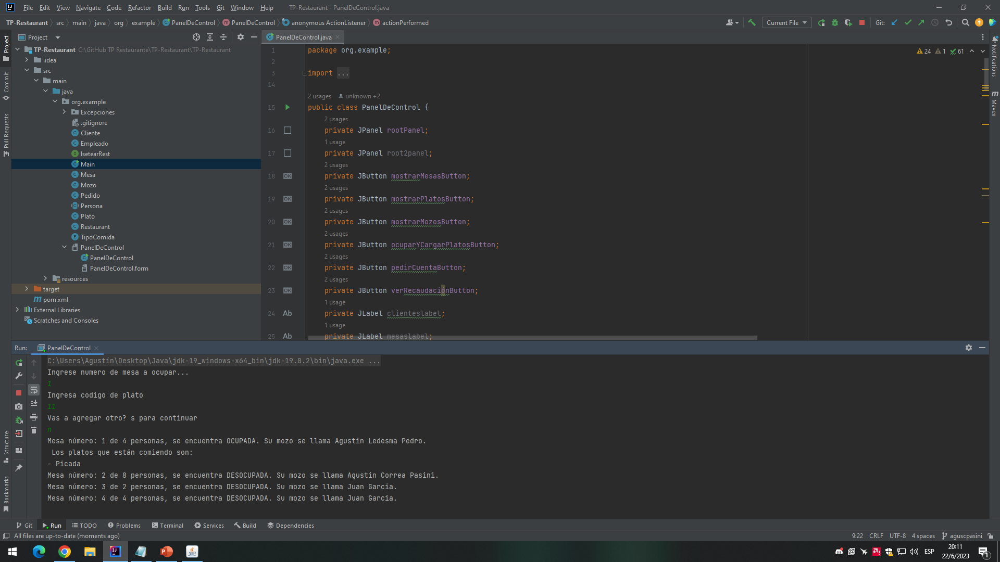 File Edit View Navigate Code Refactor Build Run Tools Git Window Help TP-Restaurant - PanelDeControl.java
TP-Restaurant src main java org example PanelDeControl PanelDeControl anonymous ActionListener actionPerformed Current File Git:
Project
PanelDeControl.java
TP-Restaurant C:\GitHub TP Restaurante\TP-Restaurant\TP-Restaurant
.idea
src
main
java
org.example
Excepciones
.gitignore
Cliente
Empleado
IsetearRest
Main
Mesa
Mozo
Pedido
Persona
Plato
Restaurant
TipoComida
PanelDeControl
PanelDeControl
PanelDeControl.form
resources
target
pom.xml
External Libraries
Scratches and Consoles
Project
Commit
Pull Requests
Structure
Bookmarks
24 1 61
1 package org.example;
2
3 import ...
14
2 usages unknown +2
15 public class PanelDeControl {
2 usages
16 private JPanel rootPanel;
1 usage
17 private JPanel root2panel;
2 usages
18 OK private JButton mostrarMesasButton;
2 usages
19 OK private JButton mostrarPlatosButton;
2 usages
20 OK private JButton mostrarMozosButton;
2 usages
21 OK private JButton ocuparYCargarPlatosButton;
2 usages
22 OK private JButton pedirCuentaButton;
2 usages
23 OK private JButton verRecaudaciónButton;
1 usage
24 Ab private JLabel clienteslabel;
1 usage
25 Ab private JLabel mesaslabel;
Notifications
m Maven
Run: PanelDeControl
C:\Users\Agustín\Desktop\Java\jdk-19_windows-x64_bin\jdk-19.0.2\bin\java.exe ...
Ingrese numero de mesa a ocupar...
1
Ingresa codigo de plato
11
Vas a agregar otro? s para continuar
n
Mesa número: 1 de 4 personas, se encuentra OCUPADA. Su mozo se llama Agustin Ledesma Pedro.
Los platos que están comiendo son:
- Picada
Mesa número: 2 de 8 personas, se encuentra DESOCUPADA. Su mozo se llama Agustin Correa Pasini.
Mesa número: 3 de 2 personas, se encuentra DESOCUPADA. Su mozo se llama Juan Garcia.
Mesa número: 4 de 4 personas, se encuentra DESOCUPADA. Su mozo se llama Juan Garcia.
Git Run TODO Problems Terminal Services Build Dependencies
All files are up-to-date (moments ago) 9:22 CRLF UTF-8 4 spaces aguscpasini
ESP 20:11
22/6/2023 1